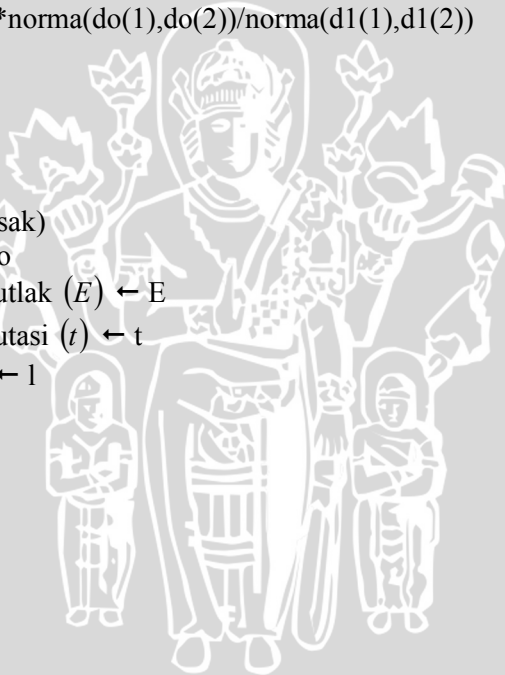 *norma(do(1),do(2))/norma(d1(1),d1(2))
sak)
o
utlak (E) ← E
utasi (t) ← t
← l